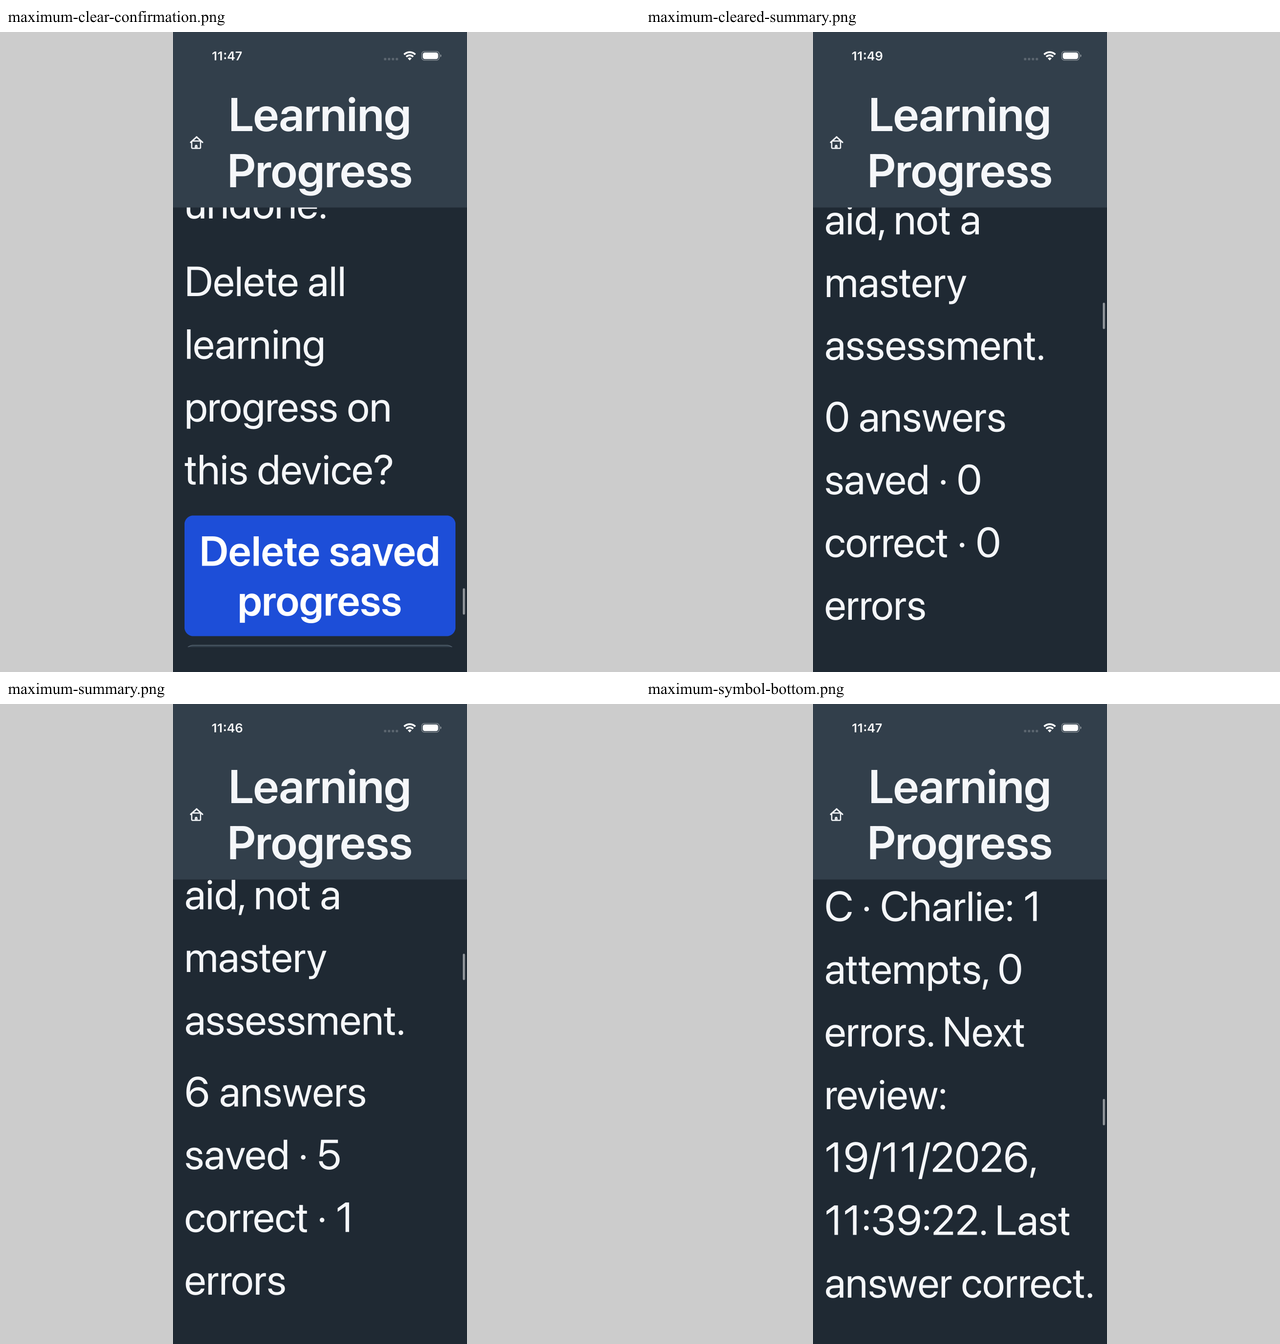 maximum-clear-confirmation.png
11:47
Learning
Progress
undone.
Delete all
learning
progress on
this device?
Delete saved
progress
maximum-cleared-summary.png
11:49
Learning
Progress
aid, not a
mastery
assessment.
0 answers
saved · 0
correct · 0
errors
maximum-summary.png
11:46
Learning
Progress
aid, not a
mastery
assessment.
6 answers
saved · 5
correct · 1
errors
maximum-symbol-bottom.png
11:47
Learning
Progress
C · Charlie: 1
attempts, 0
errors. Next
review:
19/11/2026,
11:39:22. Last
answer correct.